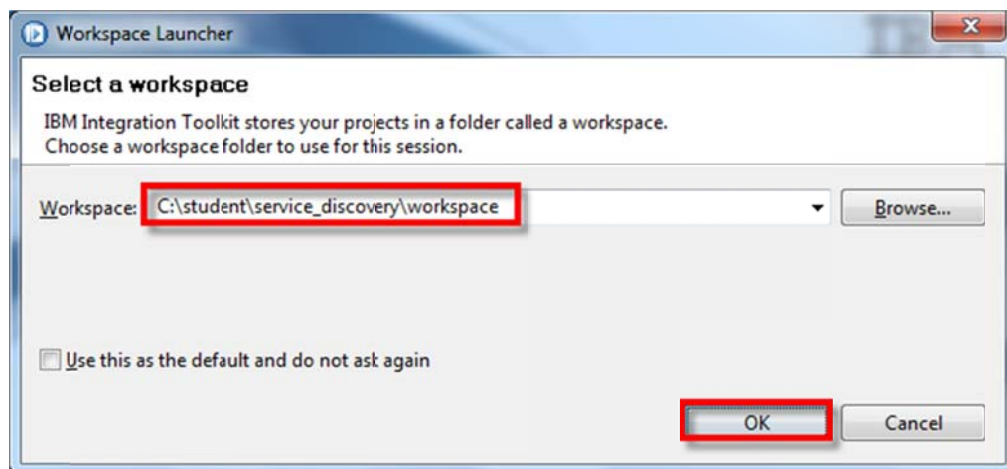 Workspace Launcher
Select a workspace
IBM Integration Toolkit stores your projects in a folder called a workspace.
Choose a workspace folder to use for this session.
Workspace: C:\student\service_discovery\workspace Browse...
Use this as the default and do not ask again
OK Cancel